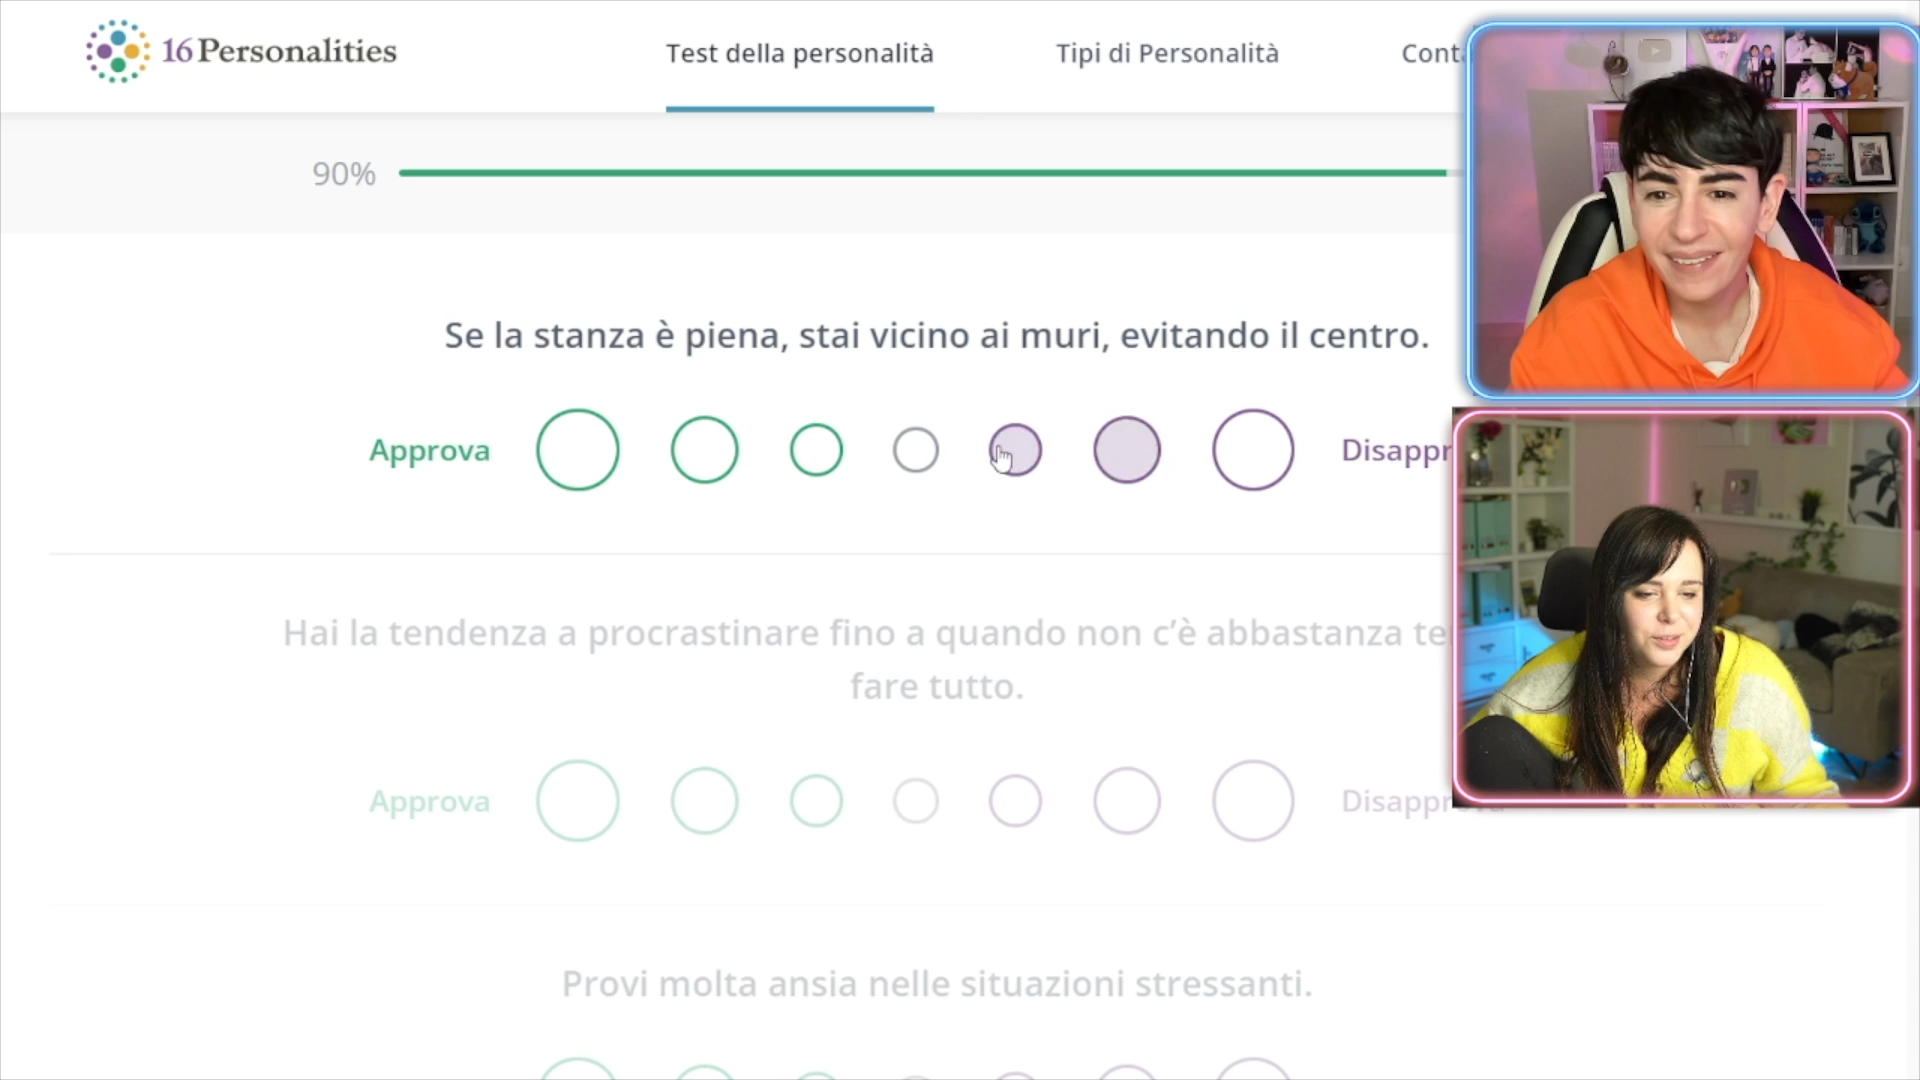 16Personalities
Test della personalità
Tipi di Personalità
90%
Se la stanza è piena, stai vicino ai muri, evitando il centro.
Approva
Hai la tendenza a procrastinare fino a quando non c’è abbastanza
fare tutto.
Approva
Provi molta ansia nelle situazioni stressanti.